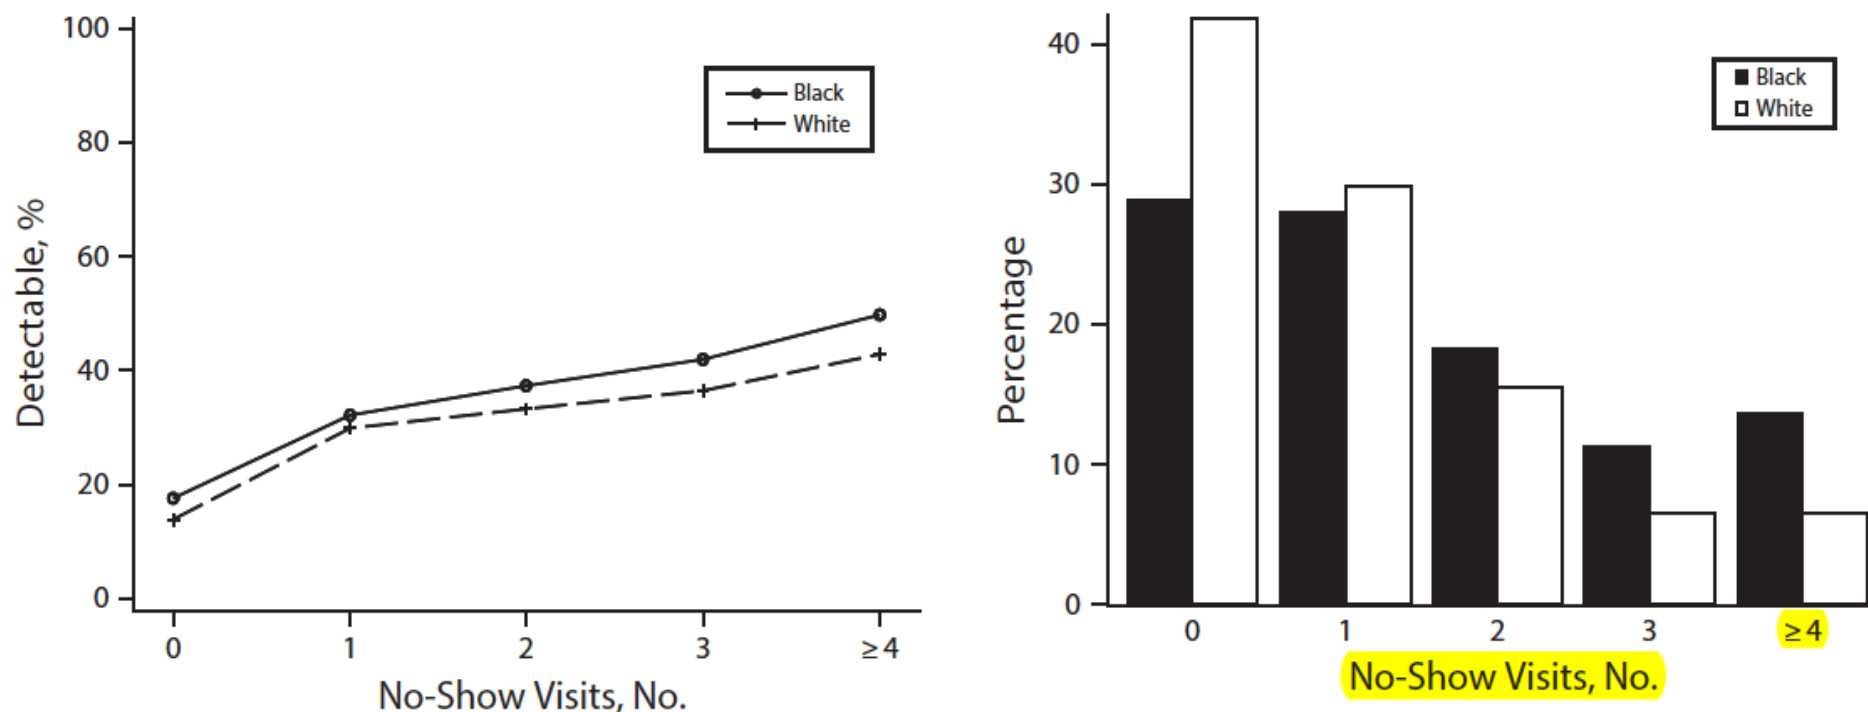 100
80
60
40
20
0
Detectable, %
Black
White
0 1 2 3 ≥4
No-Show Visits, No.
40
30
20
10
0
Percentage
Black
White
0 1 2 3 ≥4
No-Show Visits, No.